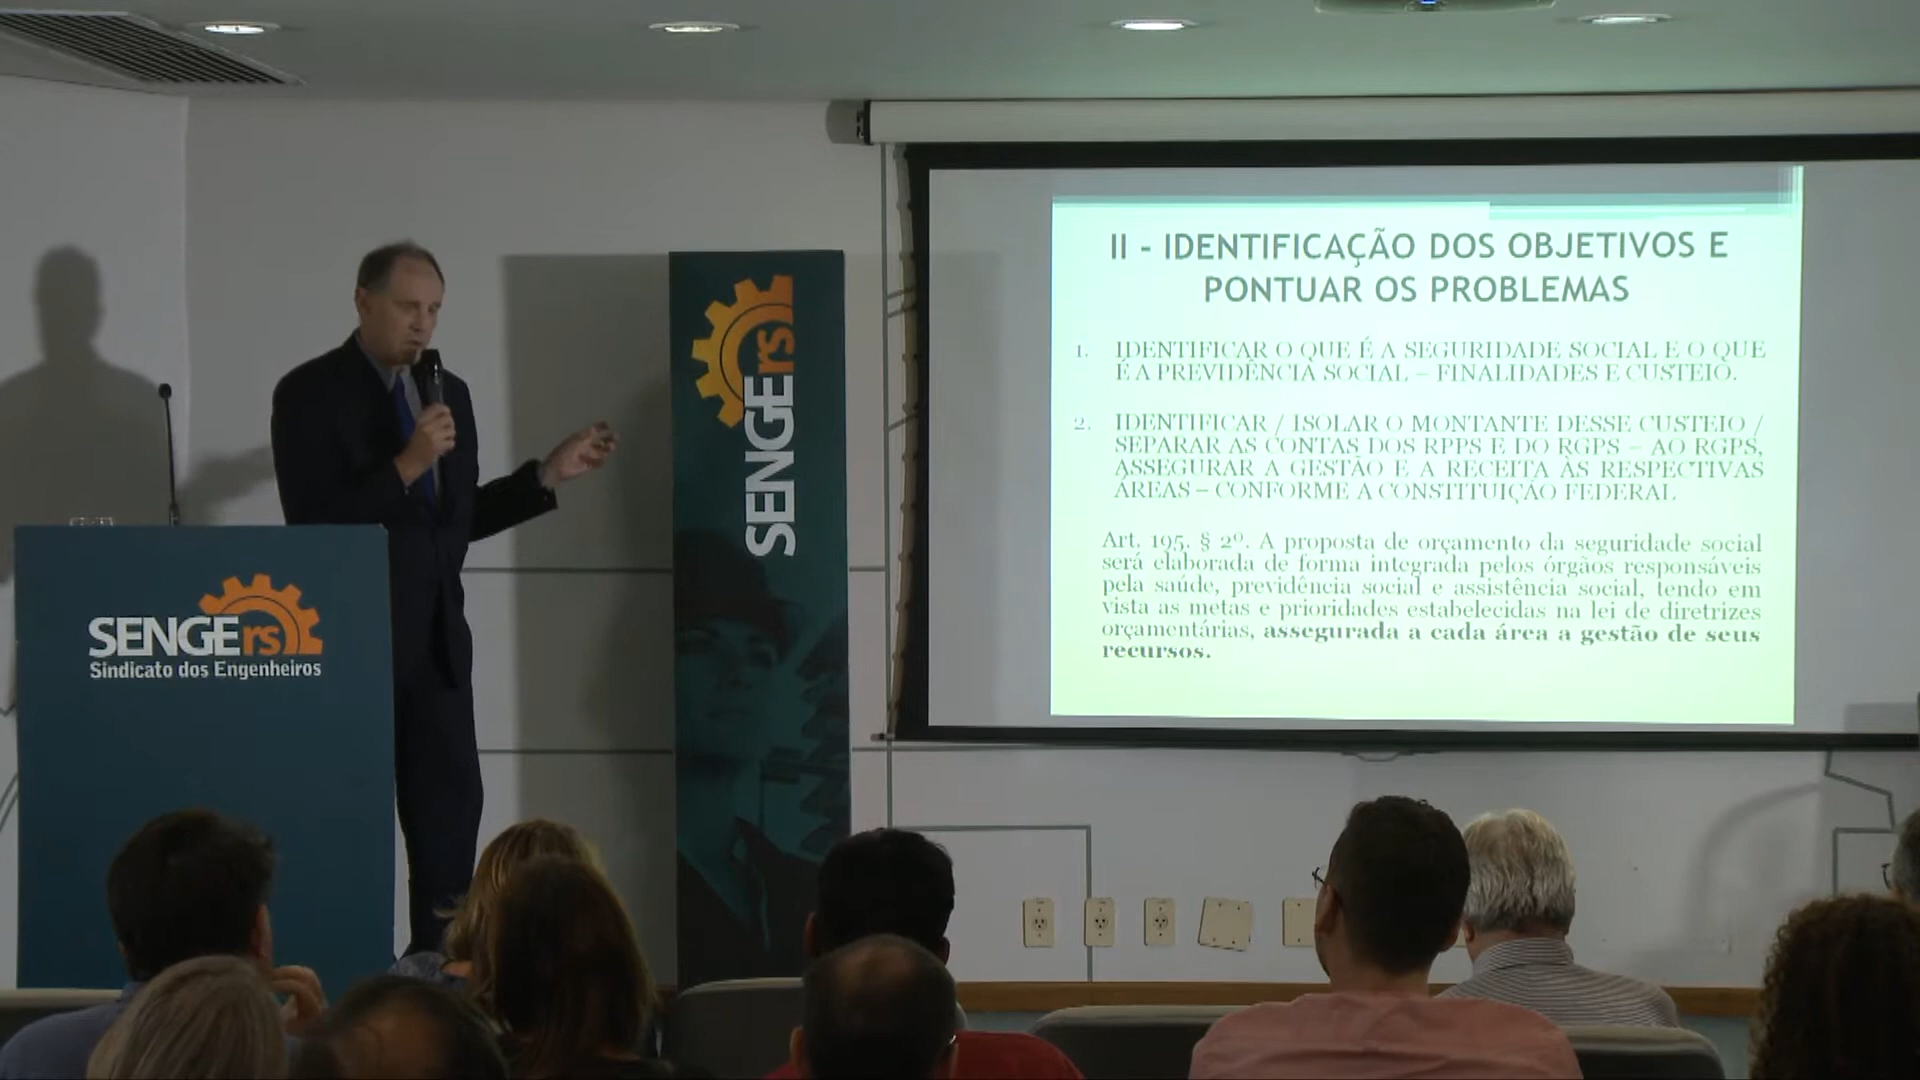 II - IDENTIFICAÇÃO DOS OBJETIVOS E
PONTUAR OS PROBLEMAS
1. IDENTIFICAR O QUE É A SEGURIDADE SOCIAL E O QUE
É A PREVIDÊNCIA SOCIAL – FINALIDADES E CUSTEIO.
2. IDENTIFICAR / ISOLAR O MONTANTE DESSE CUSTEIO /
SEPARAR AS CONTAS DOS RPPS E DO RGPS – AO RGPS,
ASSEGURAR A GESTÃO E A RECEITA ÀS RESPECTIVAS
ÁREAS – CONFORME A CONSTITUIÇÃO FEDERAL
Art. 195. § 2º. A proposta de orçamento da seguridade social
será elaborada de forma integrada pelos órgãos responsáveis
pela saúde, previdência social e assistência social, tendo em
vista as metas e prioridades estabelecidas na lei de diretrizes
orçamentárias, assegurada a cada área a gestão de seus
recursos.
SENGErs
SENGErs
Sindicato dos Engenheiros